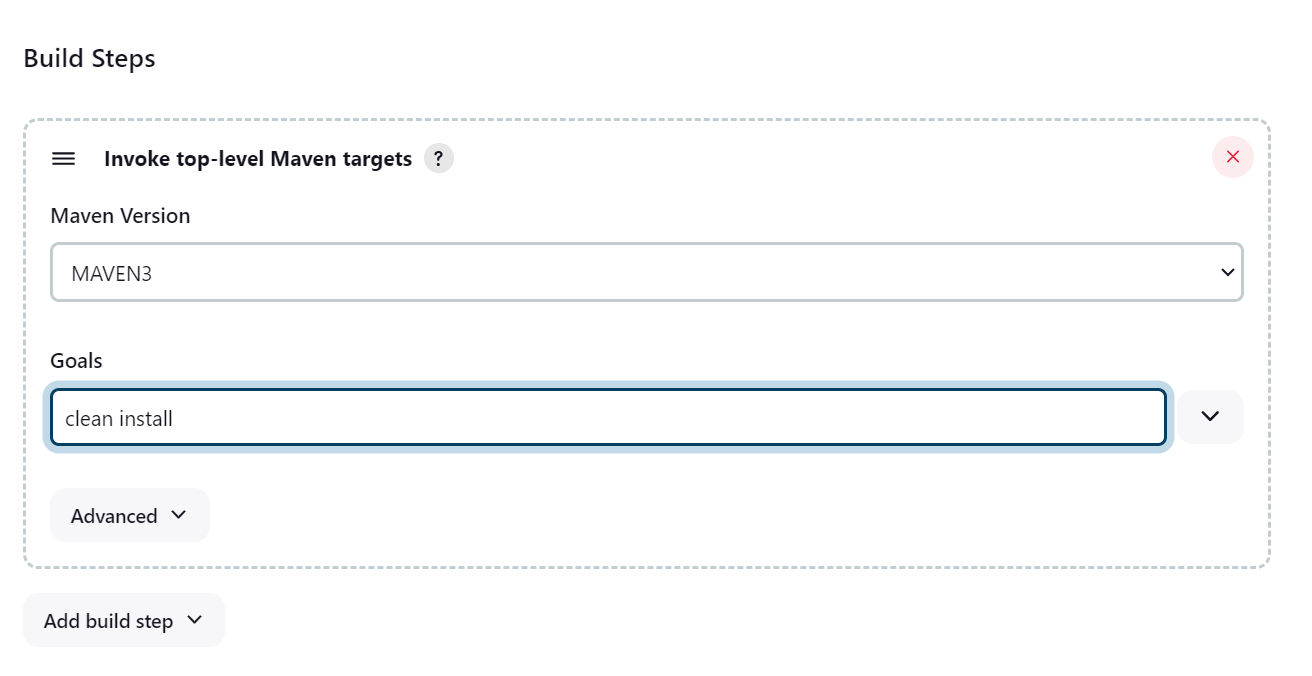 Build Steps
Invoke top-level Maven targets ?
Maven Version
MAVEN3
Goals
clean install
Advanced
Add build step